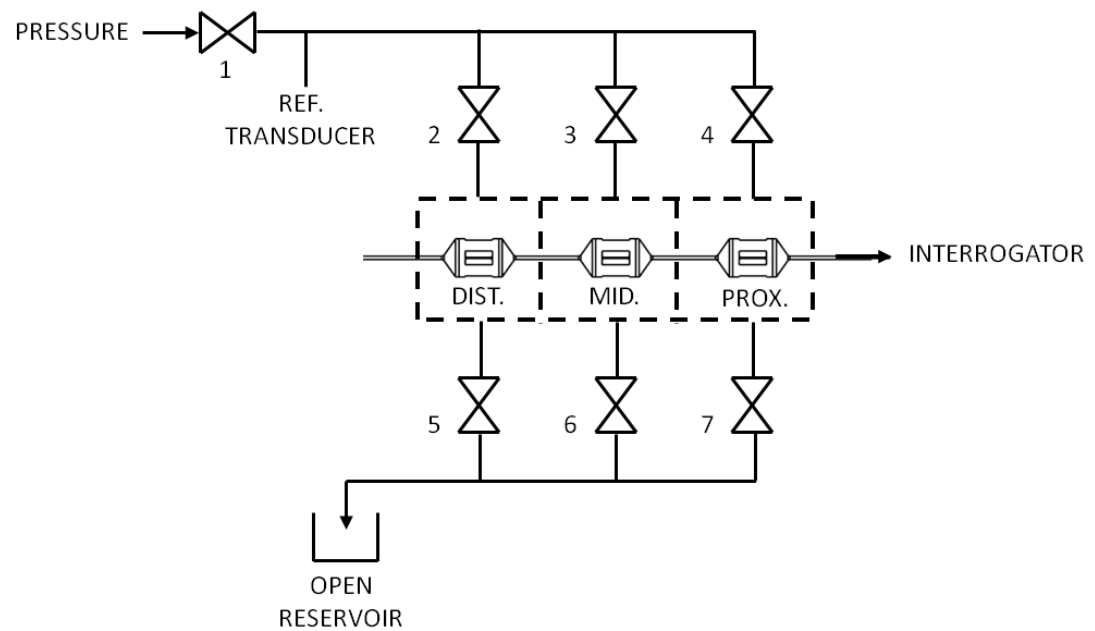 PRESSURE
1
REF.
TRANSDUCER
2
3
4
INTERROGATOR
DIST.
MID.
PROX.
5
6
7
OPEN
RESERVOIR